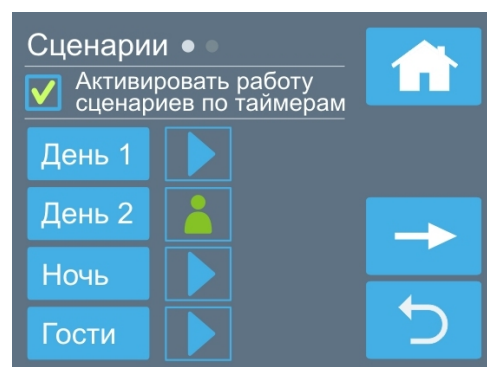 Сценарии
Активировать работу
сценариев по таймерам
День 1
День 2
Ночь
Гости